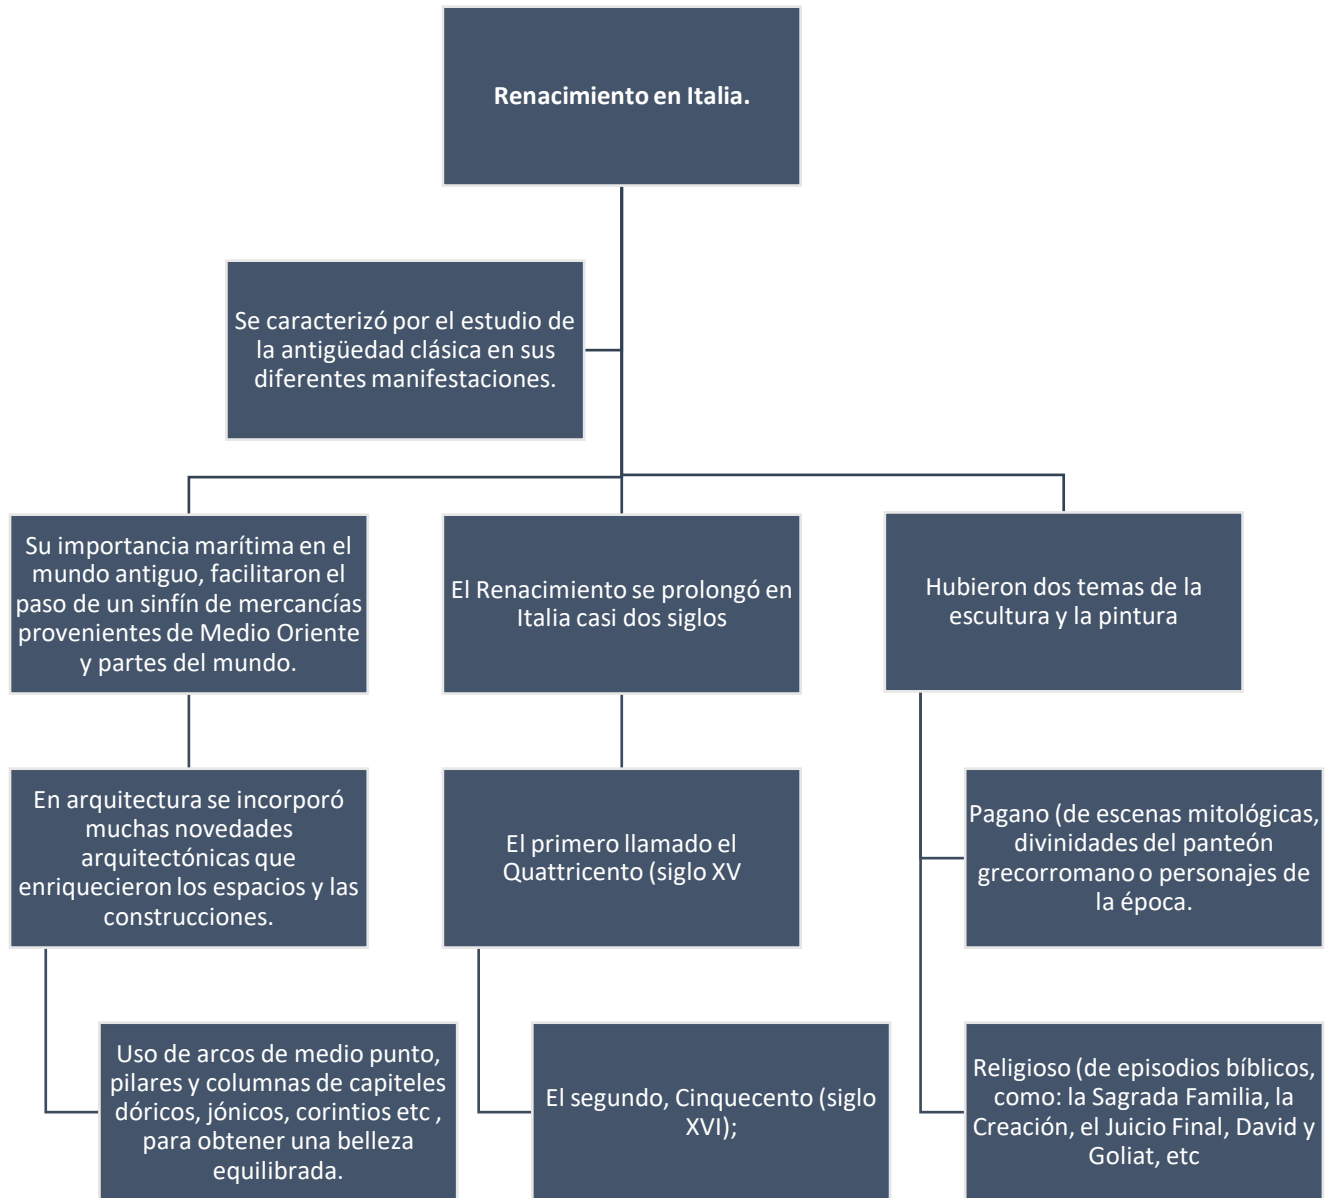 Renacimiento en Italia.
Se caracterizó por el estudio de
la antigüedad clásica en sus
diferentes manifestaciones.
Su importancia marítima en el
mundo antiguo, facilitaron el
paso de un sinfín de mercancías
provenientes de Medio Oriente
y partes del mundo.
En arquitectura se incorporó
muchas novedades
arquitectónicas que
enriquecieron los espacios y las
construcciones.
Uso de arcos de medio punto,
pilares y columnas de capiteles
dóricos, jónicos, corintios etc ,
para obtener una belleza
equilibrada.
El Renacimiento se prolongó en
Italia casi dos siglos
El primero llamado el
Quattricento (siglo XV
El segundo, Cinquecento (siglo
XVI);
Hubieron dos temas de la
escultura y la pintura
Pagano (de escenas mitológicas,
divinidades del panteón
grecorromano o personajes de
la época.
Religioso (de episodios bíblicos,
como: la Sagrada Familia, la
Creación, el Juicio Final, David y
Goliat, etc